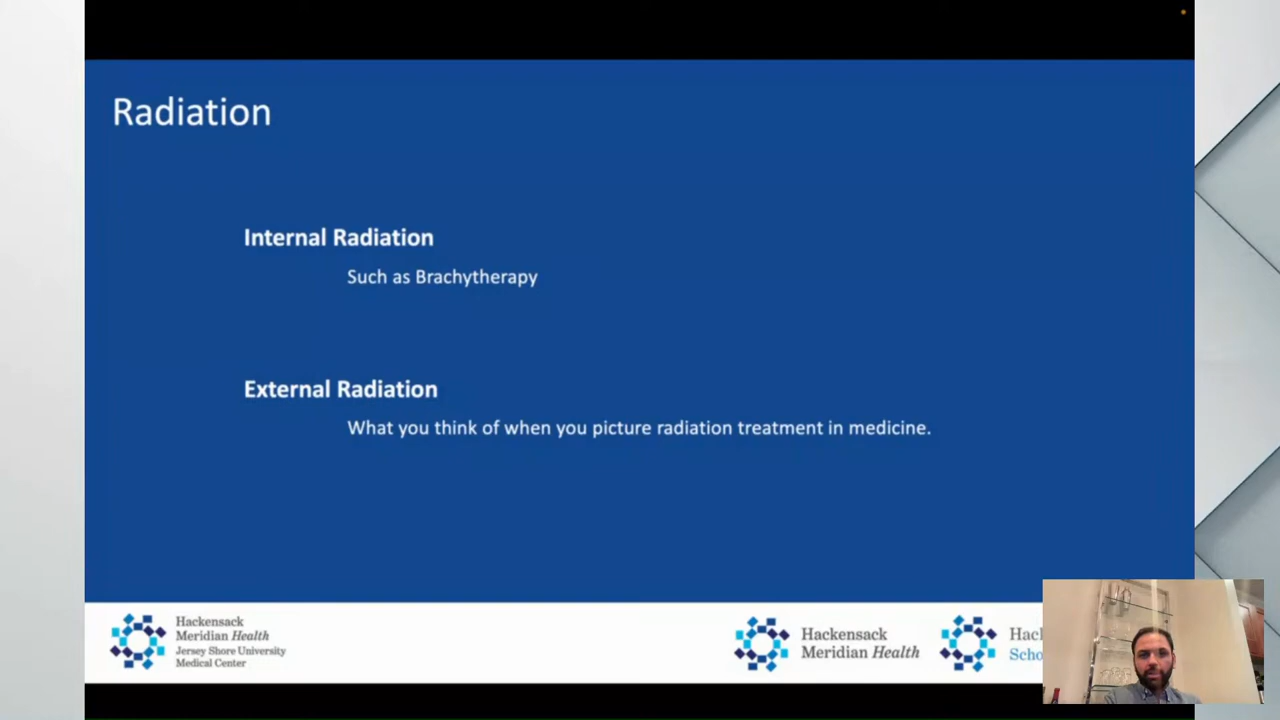 Radiation
Internal Radiation
Such as Brachytherapy
External Radiation
What you think of when you picture radiation treatment in medicine.
Hackensack
Meridian Health
Jersey Shore University
Medical Center
Hackensack
Meridian Health